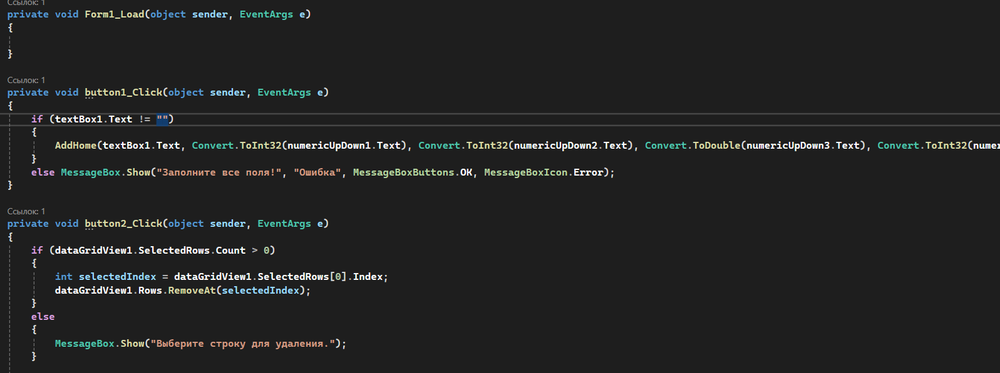 Ссылок: 1
private void Form1_Load(object sender, EventArgs e)
{
}
Ссылок: 1
private void button1_Click(object sender, EventArgs e)
{
if (textBox1.Text != "")
{
AddHome(textBox1.Text, Convert.ToInt32(numericUpDown1.Text), Convert.ToInt32(numericUpDown2.Text), Convert.ToDouble(numericUpDown3.Text), Convert.ToInt32(numer
}
else MessageBox.Show("Заполните все поля!", "Ошибка", MessageBoxButtons.OK, MessageBoxIcon.Error);
}
Ссылок: 1
private void button2_Click(object sender, EventArgs e)
{
if (dataGridView1.SelectedRows.Count > 0)
{
int selectedIndex = dataGridView1.SelectedRows[0].Index;
dataGridView1.Rows.RemoveAt(selectedIndex);
}
else
{
MessageBox.Show("Выберите строку для удаления.");
}